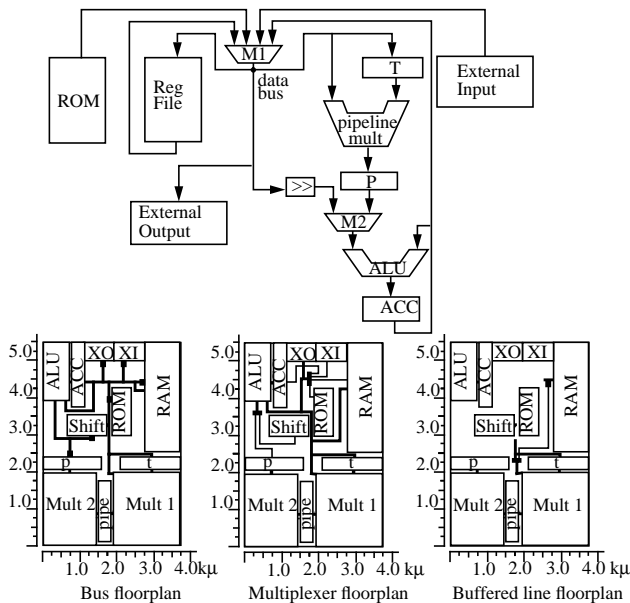 M1
ROM
Reg
File
data
bus
T
External
Input
pipeline
mult
>>
P
External
Output
M2
ALU
ACC
5.0
4.0
3.0
2.0
1.0
ALU
ACC
XO
XI
RAM
ROM
Shift
p
t
Mult 2
pipe
Mult 1
1.0
2.0
3.0
4.0 kμ
Bus floorplan
5.0
4.0
3.0
2.0
1.0
ALU
ACC
XO
XI
RAM
ROM
Shift
p
t
Mult 2
pipe
Mult 1
1.0
2.0
3.0
4.0 kμ
Multiplexer floorplan
5.0
4.0
3.0
2.0
1.0
ALU
ACC
XO
XI
RAM
ROM
Shift
p
t
Mult 2
pipe
Mult 1
1.0
2.0
3.0
4.0 kμ
Buffered line floorplan